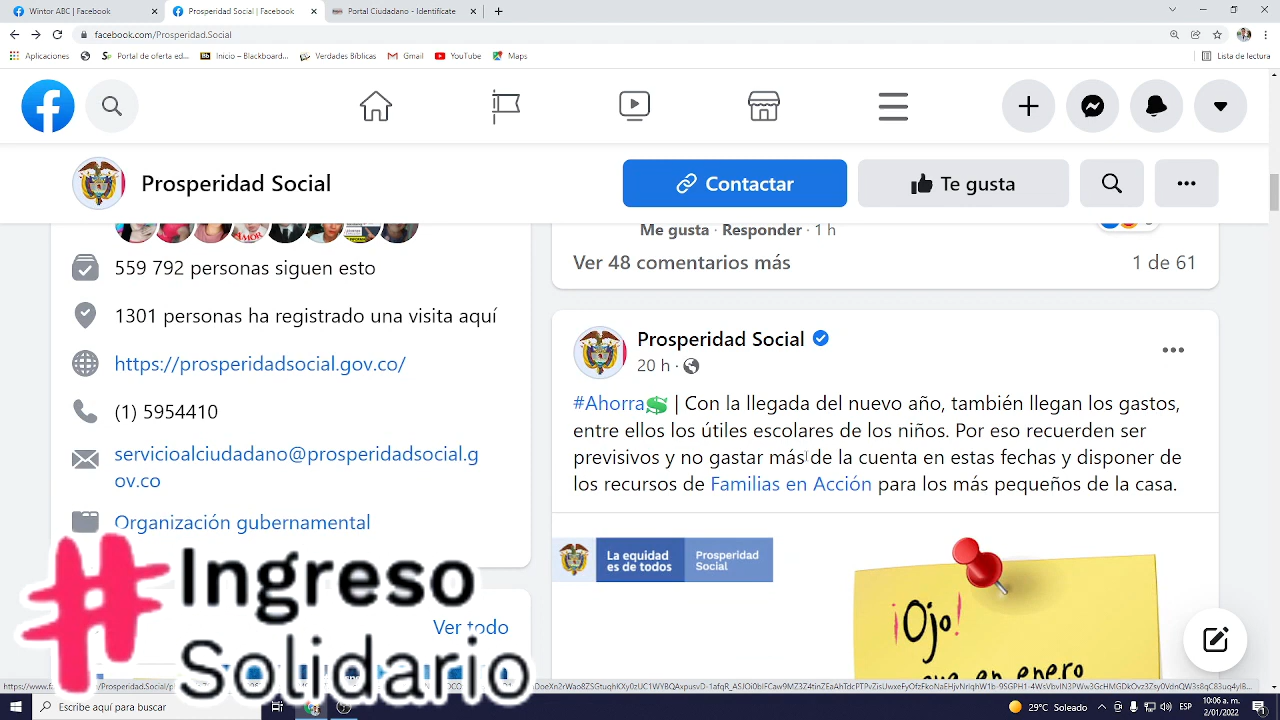 Wintor ABC | Facebook
Prosperidad Social | Facebook
Portal Ciudadano - Identifícate
facebook.com/Prosperidad.Social
Aplicaciones
Portal de oferta ed...
Inicio – Blackboard...
Verdades Bíblicas
Gmail
YouTube
Maps
Lista de lectura
Prosperidad Social
Contactar
Te gusta
AMOR
559 792 personas siguen esto
1301 personas ha registrado una visita aquí
https://prosperidadsocial.gov.co/
(1) 5954410
servicioalciudadano@prosperidadsocial.g
ov.co
Organización gubernamental
Ver todo
#Ingreso
Solidario
Me gusta · Responder · 1 h
Ver 48 comentarios más
1 de 61
Prosperidad Social
20 h ·
#Ahorra | Con la llegada del nuevo año, también llegan los gastos,
entre ellos los útiles escolares de los niños. Por eso recuerden ser
previsivos y no gastar más de la cuenta en estas fechas y disponer de
los recursos de Familias en Acción para los más pequeños de la casa.
La equidad
es de todos
Prosperidad
Social
¡Ojo!
que en enero
Escribe aquí para buscar
29°C Soleado
ESP
10:06 a. m.
2/01/2022